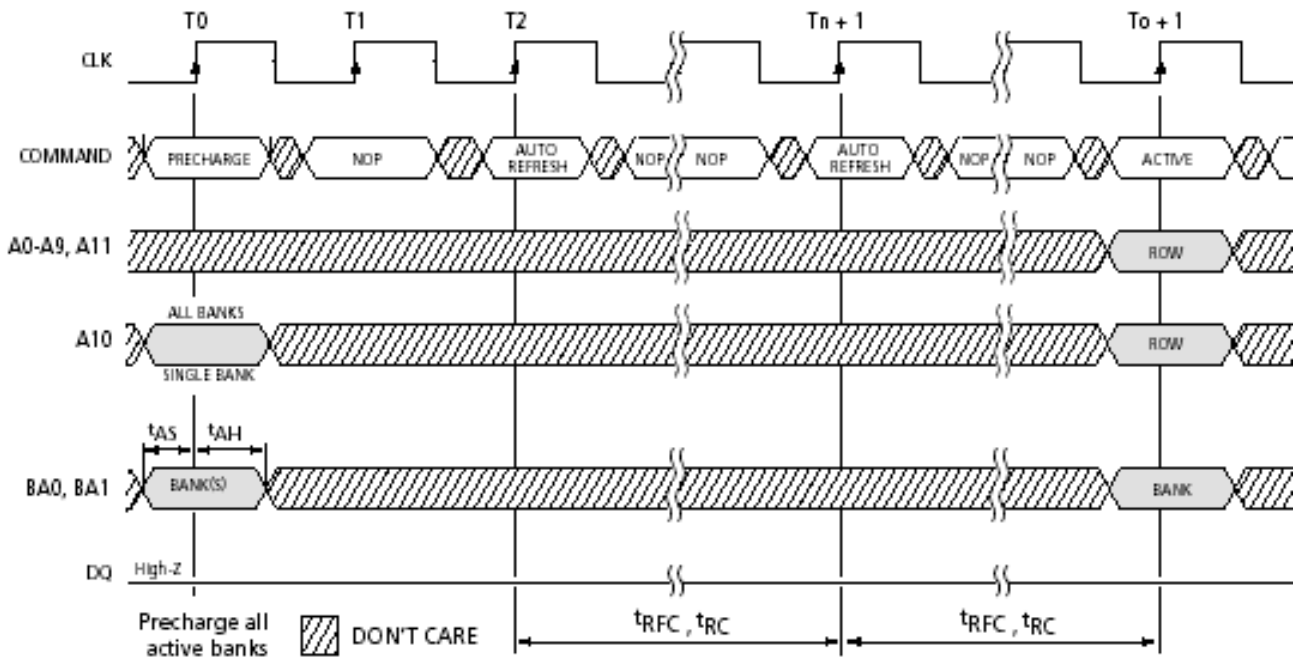 T0 T1 T2 Tn + 1 To + 1
CLK
COMMAND PRECHARGE NOP AUTO REFRESH NOP NOP AUTO REFRESH NOP NOP ACTIVE
A0-A9, A11 ROW
ALL BANKS
A10 ROW
SINGLE BANK
tAS tAH
BA0, BA1 BANK(S) BANK
DQ High-Z
Precharge all active banks
DON'T CARE
tRFC , tRC tRFC , tRC